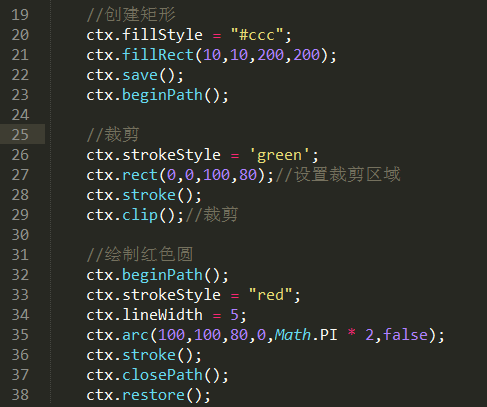 19 //创建矩形
20 ctx.fillStyle = "#ccc";
21 ctx.fillRect(10,10,200,200);
22 ctx.save();
23 ctx.beginPath();
24
25 //裁剪
26 ctx.strokeStyle = 'green';
27 ctx.rect(0,0,100,80);//设置裁剪区域
28 ctx.stroke();
29 ctx.clip();//裁剪
30
31 //绘制红色圆
32 ctx.beginPath();
33 ctx.strokeStyle = "red";
34 ctx.lineWidth = 5;
35 ctx.arc(100,100,80,0,Math.PI * 2,false);
36 ctx.stroke();
37 ctx.closePath();
38 ctx.restore();